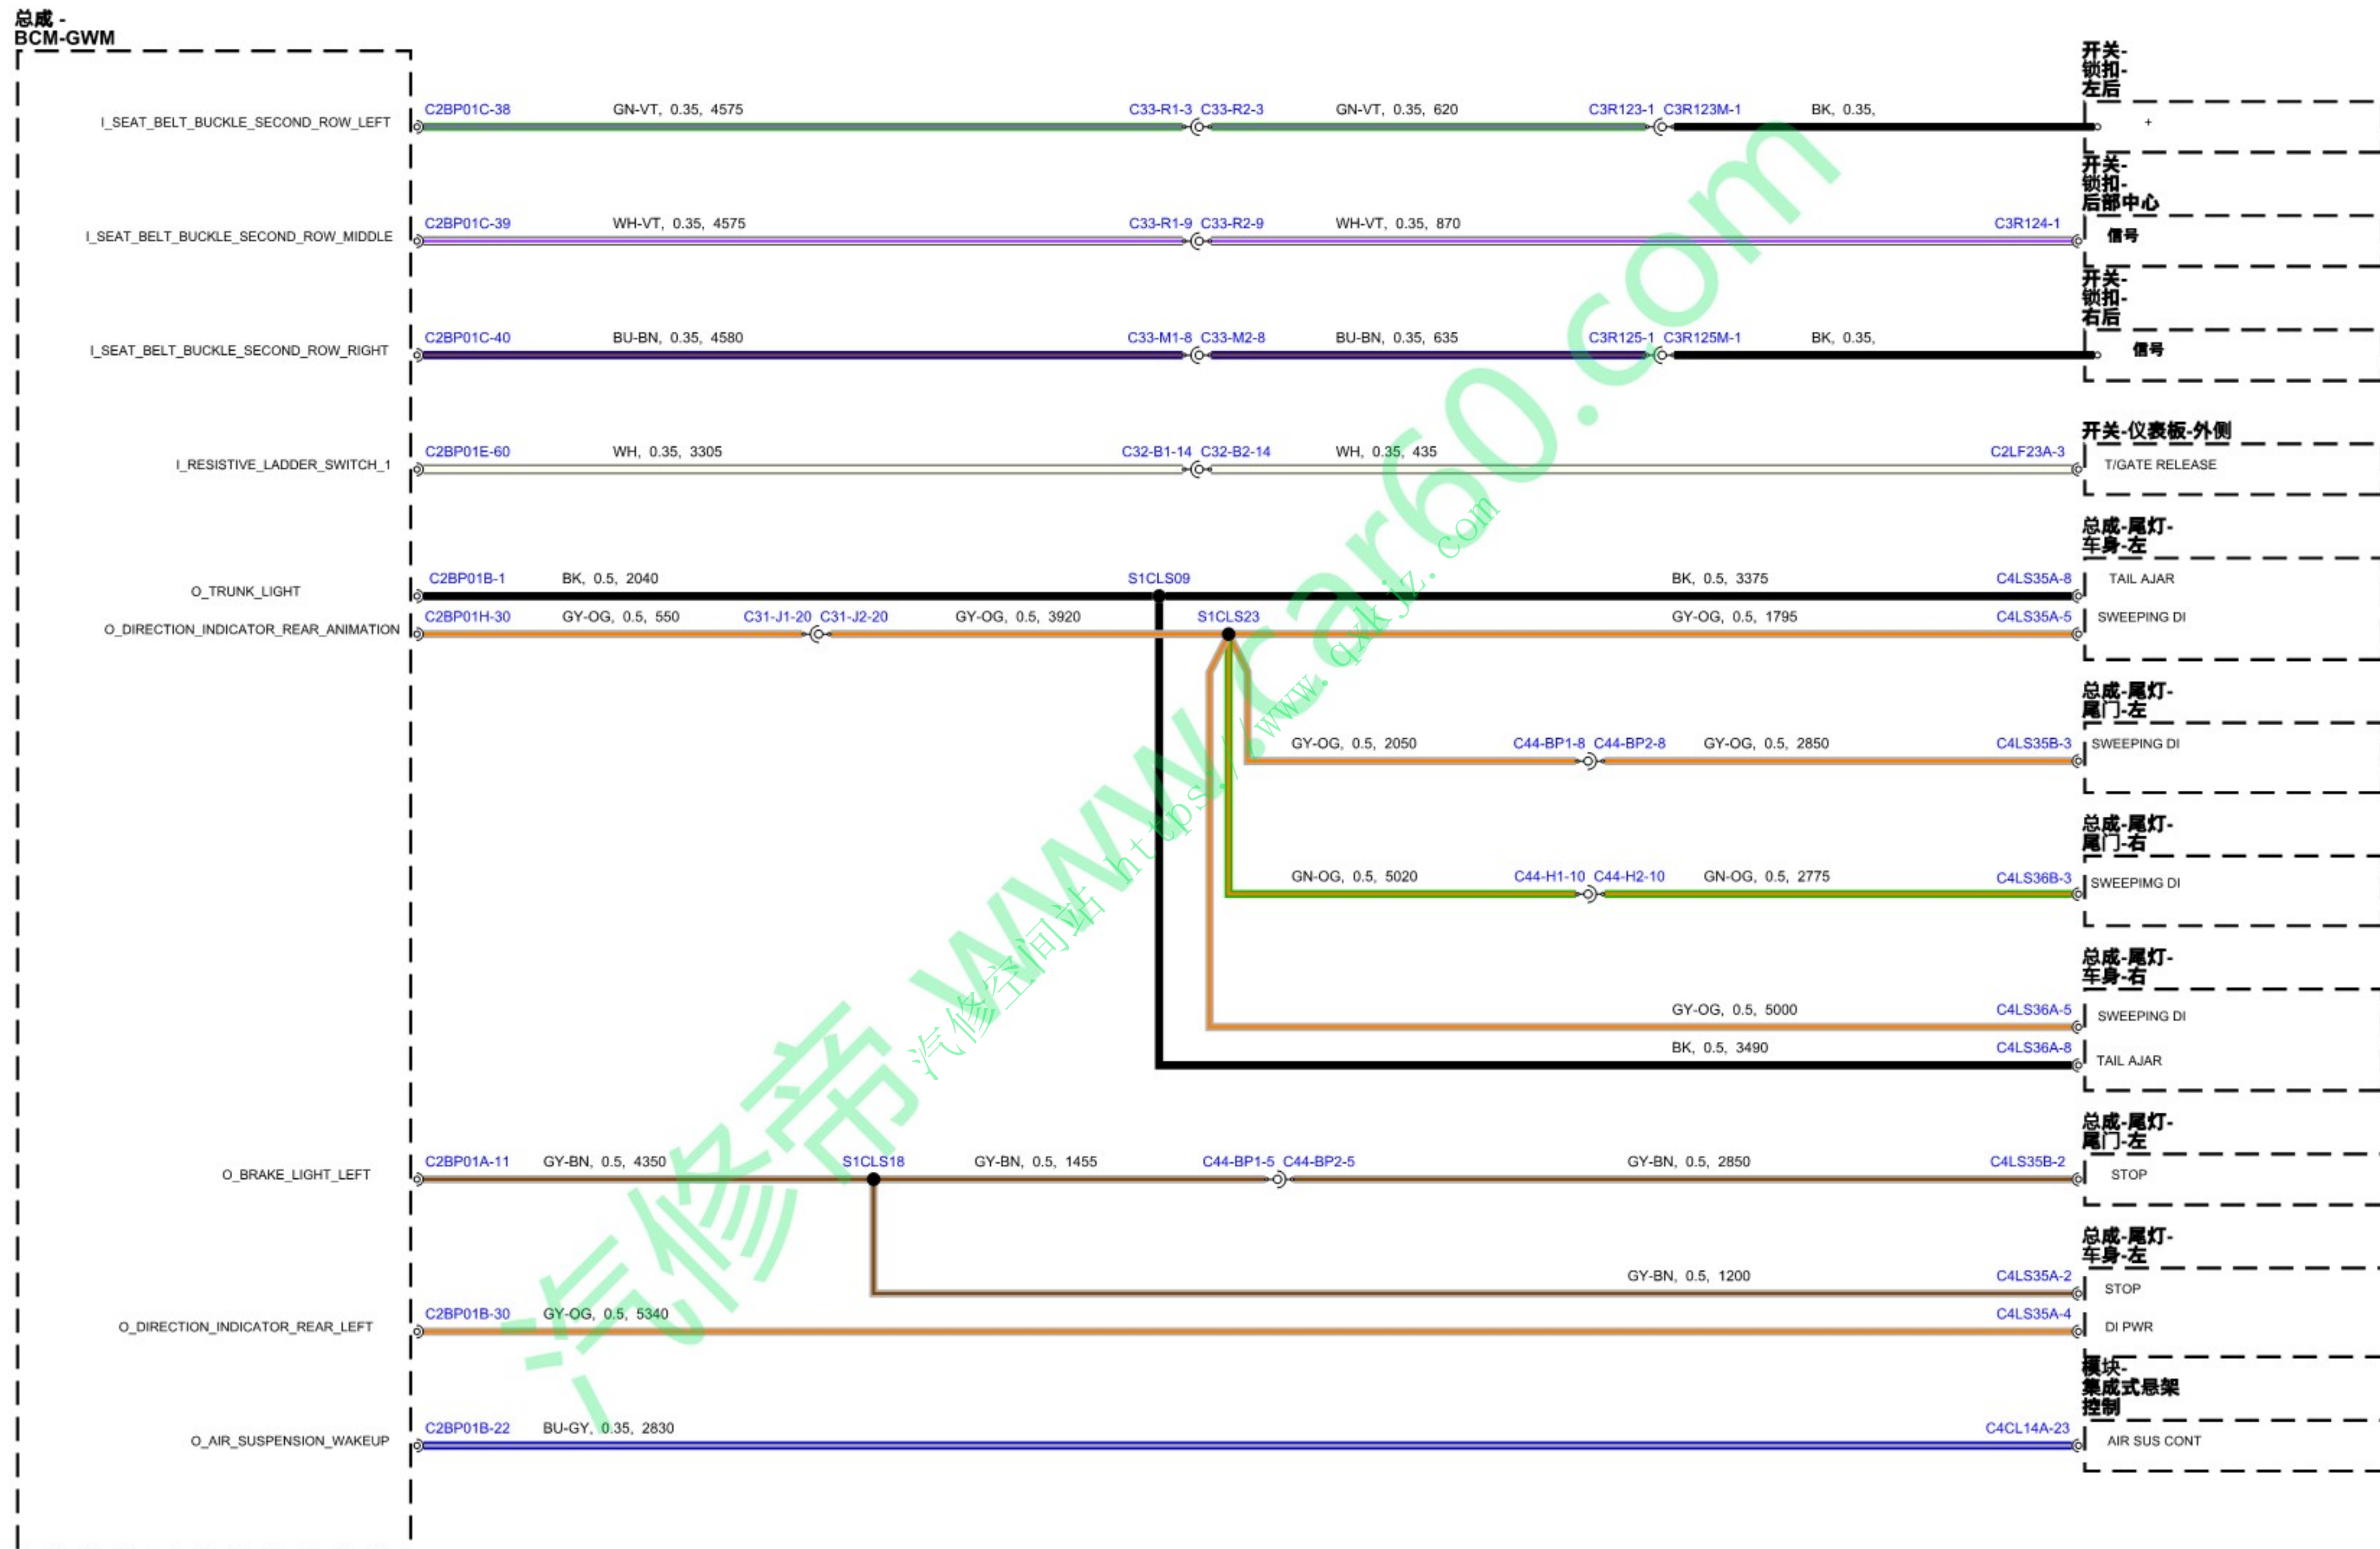 总成 -
BCM-GWM
开关-
锁扣-
左后
I_SEAT_BELT_BUCKLE_SECOND_ROW_LEFT
C2BP01C-38
GN-VT, 0.35, 4575
C33-R1-3 C33-R2-3
GN-VT, 0.35, 620
C3R123-1 C3R123M-1
BK, 0.35,
+
开关-
锁扣-
后部中心
I_SEAT_BELT_BUCKLE_SECOND_ROW_MIDDLE
C2BP01C-39
WH-VT, 0.35, 4575
C33-R1-9 C33-R2-9
WH-VT, 0.35, 870
C3R124-1
信号
开关-
锁扣-
右后
I_SEAT_BELT_BUCKLE_SECOND_ROW_RIGHT
C2BP01C-40
BU-BN, 0.35, 4580
C33-M1-8 C33-M2-8
BU-BN, 0.35, 635
C3R125-1 C3R125M-1
BK, 0.35,
信号
开关-仪表板-外侧
I_RESISTIVE_LADDER_SWITCH_1
C2BP01E-60
WH, 0.35, 3305
C32-B1-14 C32-B2-14
WH, 0.35, 435
C2LF23A-3
T/GATE RELEASE
总成-尾灯-
车身-左
O_TRUNK_LIGHT
C2BP01B-1
BK, 0.5, 2040
S1CLS09
BK, 0.5, 3375
C4LS35A-8
TAIL AJAR
O_DIRECTION_INDICATOR_REAR_ANIMATION
C2BP01H-30
GY-OG, 0.5, 550
C31-J1-20 C31-J2-20
GY-OG, 0.5, 3920
S1CLS23
GY-OG, 0.5, 1795
C4LS35A-5
SWEEPING DI
总成-尾灯-
尾门-左
GY-OG, 0.5, 2050
C44-BP1-8 C44-BP2-8
GY-OG, 0.5, 2850
C4LS35B-3
SWEEPING DI
总成-尾灯-
尾门-右
GN-OG, 0.5, 5020
C44-H1-10 C44-H2-10
GN-OG, 0.5, 2775
C4LS36B-3
SWEEPIMG DI
总成-尾灯-
车身-右
GY-OG, 0.5, 5000
C4LS36A-5
SWEEPING DI
BK, 0.5, 3490
C4LS36A-8
TAIL AJAR
总成-尾灯-
尾门-左
O_BRAKE_LIGHT_LEFT
C2BP01A-11
GY-BN, 0.5, 4350
S1CLS18
GY-BN, 0.5, 1455
C44-BP1-5 C44-BP2-5
GY-BN, 0.5, 2850
C4LS35B-2
STOP
总成-尾灯-
车身-左
GY-BN, 0.5, 1200
C4LS35A-2
STOP
O_DIRECTION_INDICATOR_REAR_LEFT
C2BP01B-30
GY-OG, 0.5, 5340
C4LS35A-4
DI PWR
模块-
集成式悬架
控制
O_AIR_SUSPENSION_WAKEUP
C2BP01B-22
BU-GY, 0.35, 2830
C4CL14A-23
AIR SUS CONT
汽修帝 www.car60.com
汽修空间站 https://www.qxkjz.com